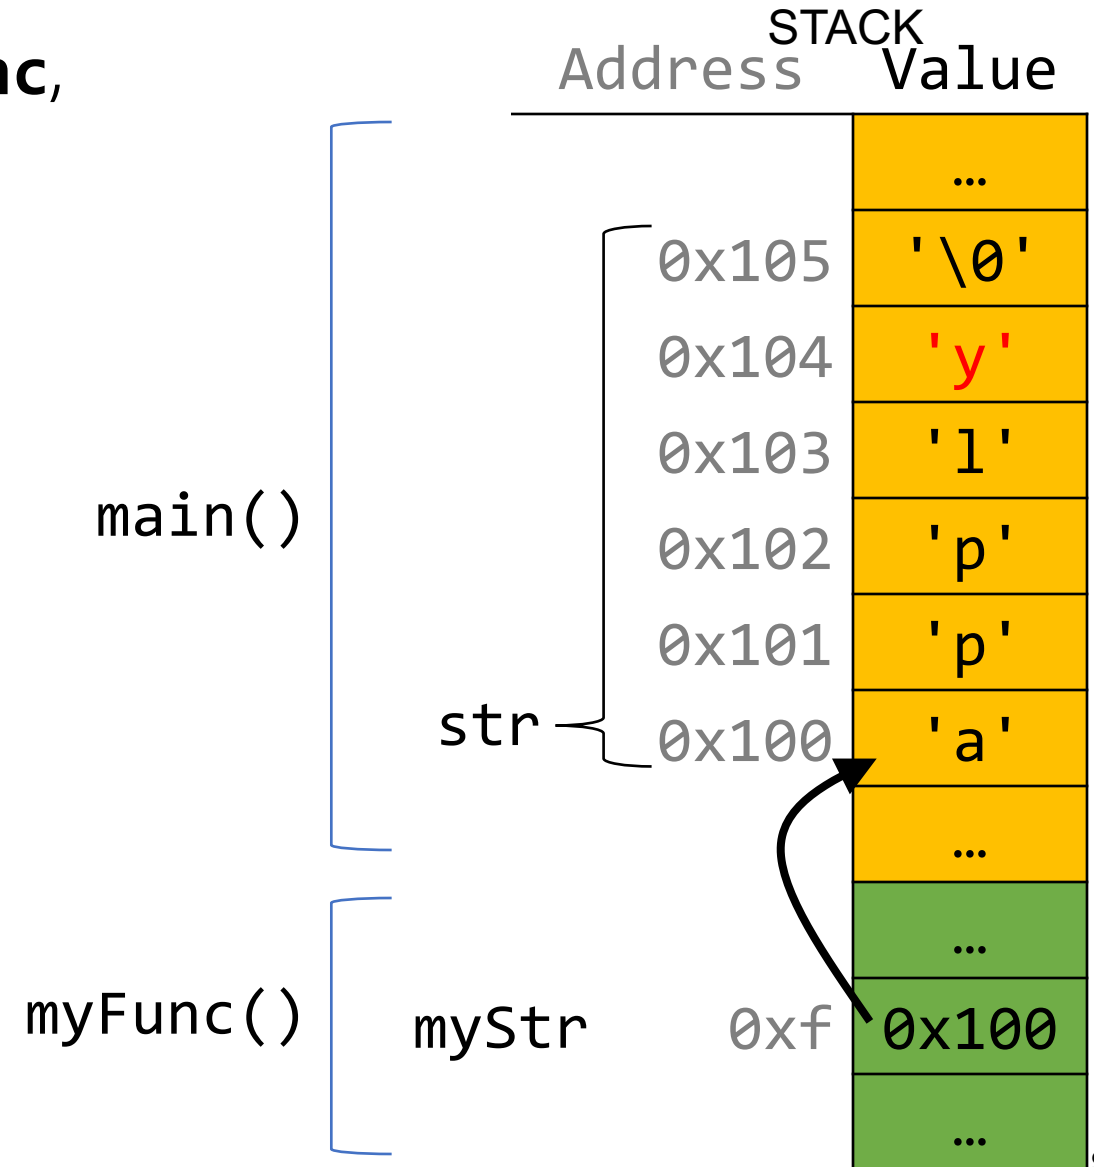 STACK
nc,
Address Value
…
0x105 '\0'
0x104 'y'
0x103 'l'
main()
0x102 'p'
0x101 'p'
str
0x100 'a'
…
…
myFunc() myStr 0xf 0x100
…